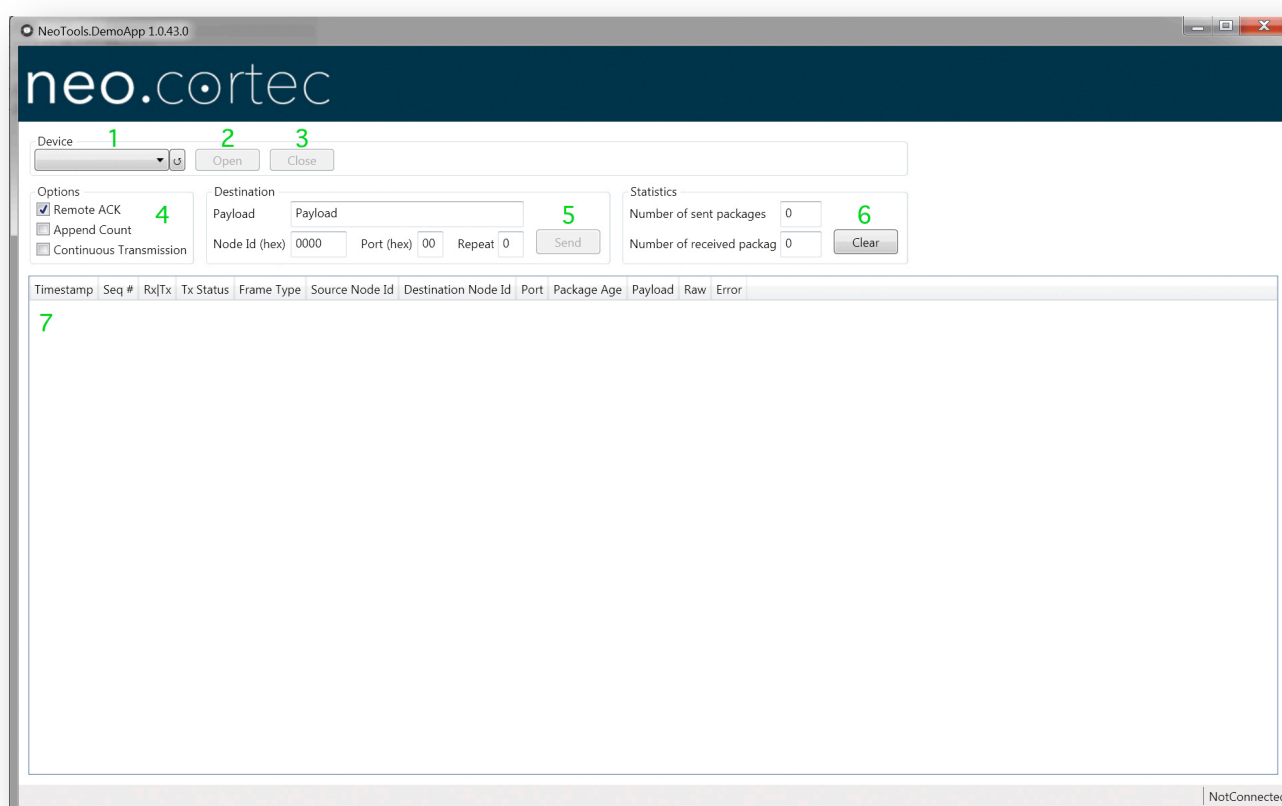 NeoTools.DemoApp 1.0.43.0
neo.cortec
Device 1 2 3
Open Close
Options Destination Statistics
Remote ACK 4 Payload Payload 5 Number of sent packages 0 6
Append Count
Continuous Transmission Node Id (hex) 0000 Port (hex) 00 Repeat 0 Send Number of received packag 0 Clear
Timestamp Seq # Rx|Tx Tx Status Frame Type Source Node Id Destination Node Id Port Package Age Payload Raw Error
7
NotConnected